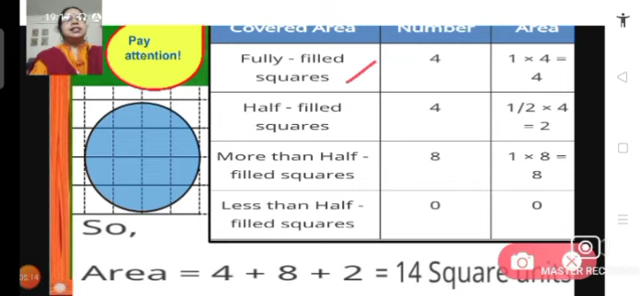 Pay
attention!
Covered Area Number Area
Fully - filled
squares
4
1 × 4 =
4
Half - filled
squares
4
1/2 × 4
= 2
More than Half -
filled squares
8
1 × 8 =
8
Less than Half -
filled squares
0
0
So,
Area = 4 + 8 + 2 = 14 Square units
MASTER RECO